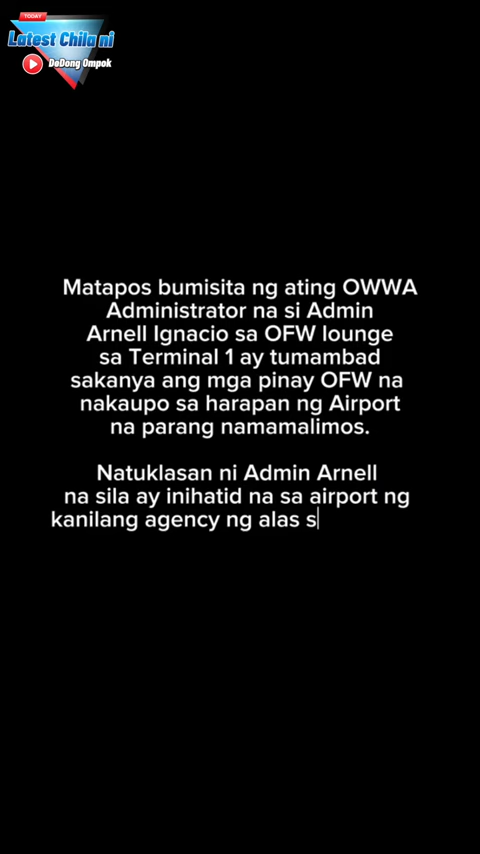 TODAY
Latest Chila ni
DoDong Ompok
Matapos bumisita ng ating OWWA
Administrator na si Admin
Arnell Ignacio sa OFW lounge
sa Terminal 1 ay tumambad
sakanya ang mga pinay OFW na
nakaupo sa harapan ng Airport
na parang namamalimos.
Natuklasan ni Admin Arnell
na sila ay inihatid na sa airport ng
kanilang agency ng alas s